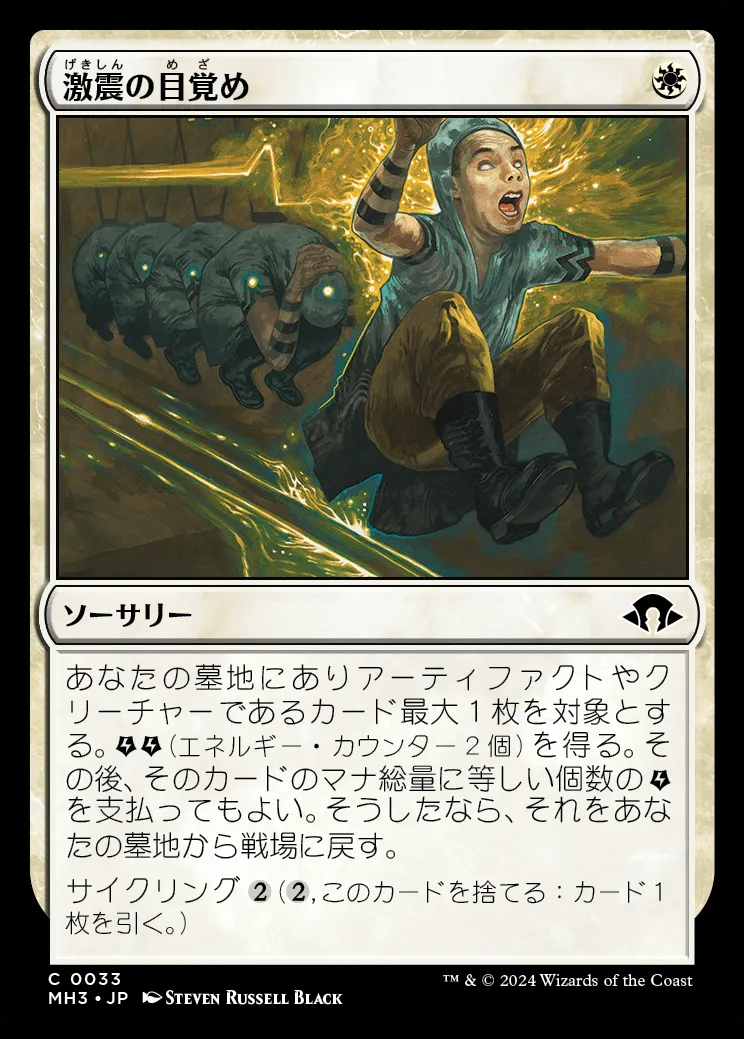 げきしん めざ
激震の目覚め
ソーサリー
あなたの墓地にありアーティファクトやク
リーチャーであるカード最大１枚を対象とす
る。（エネルギー・カウンター２個）を得る。そ
の後、そのカードのマナ総量に等しい個数の
を支払ってもよい。そうしたなら、それをあな
たの墓地から戦場に戻す。
サイクリング２（２,このカードを捨てる：カード１
枚を引く。）
C 0033
MH3 • JP STEVEN RUSSELL BLACK
™ & © 2024 Wizards of the Coast